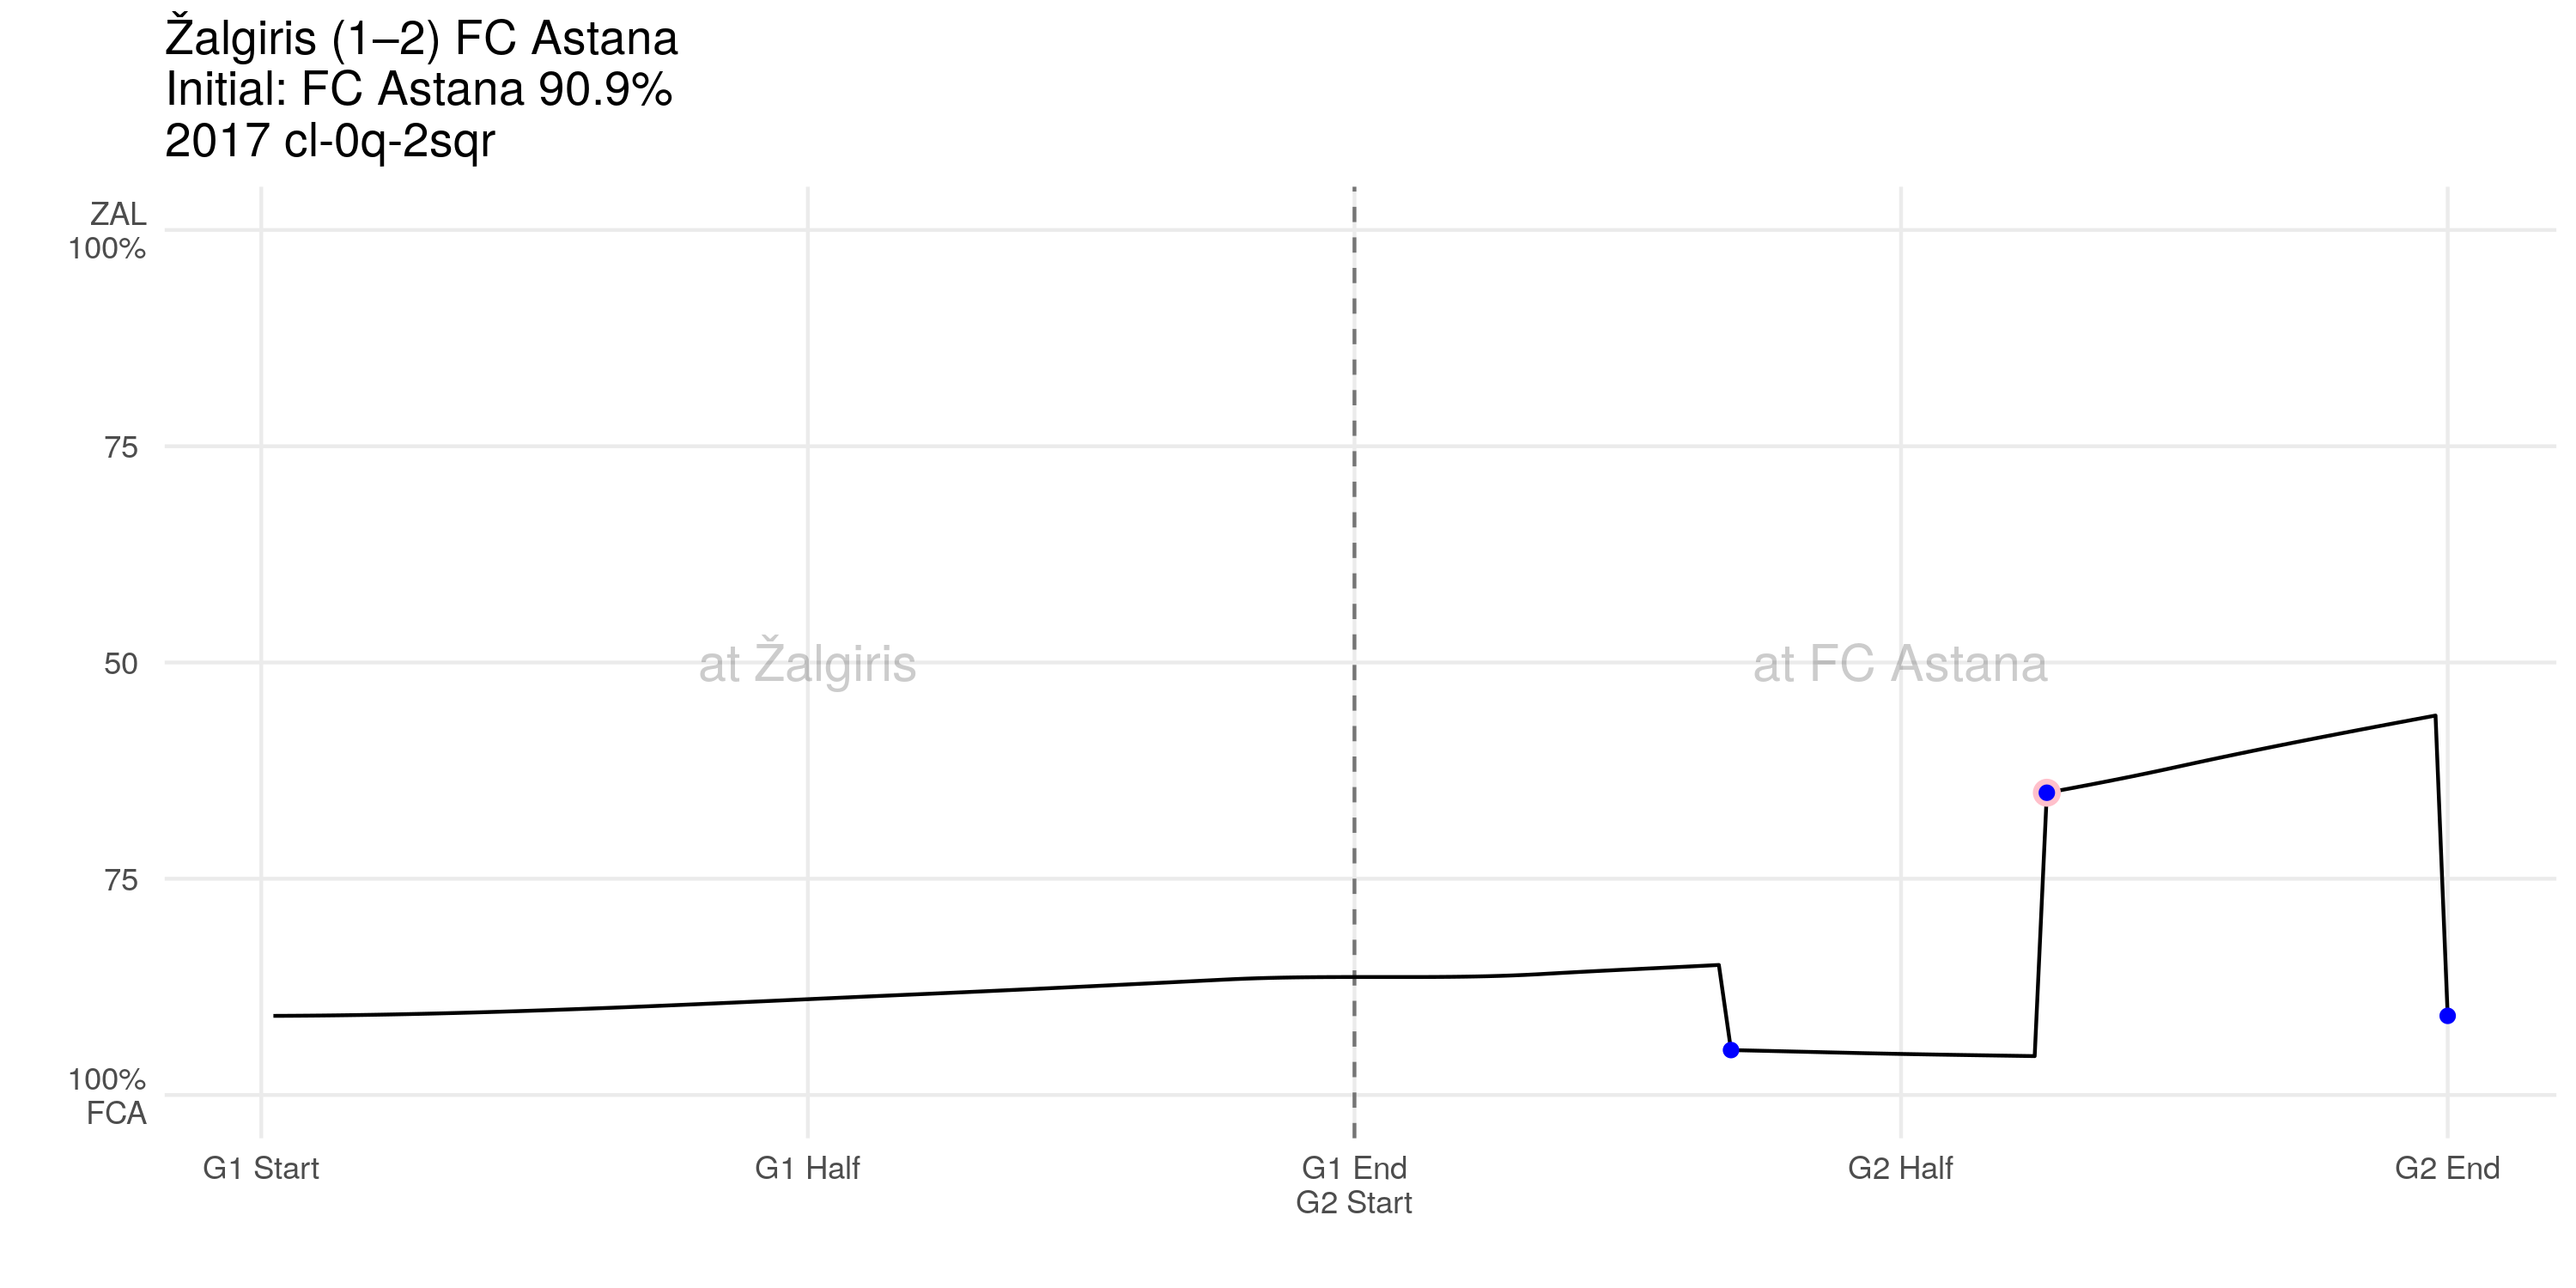 Žalgiris (1–2) FC Astana
Initial: FC Astana 90.9%
2017 cl-0q-2sqr
ZAL
100%
75
50
75
100%
FCA
at Žalgiris
at FC Astana
G1 Start
G1 Half
G1 End
G2 Start
G2 Half
G2 End